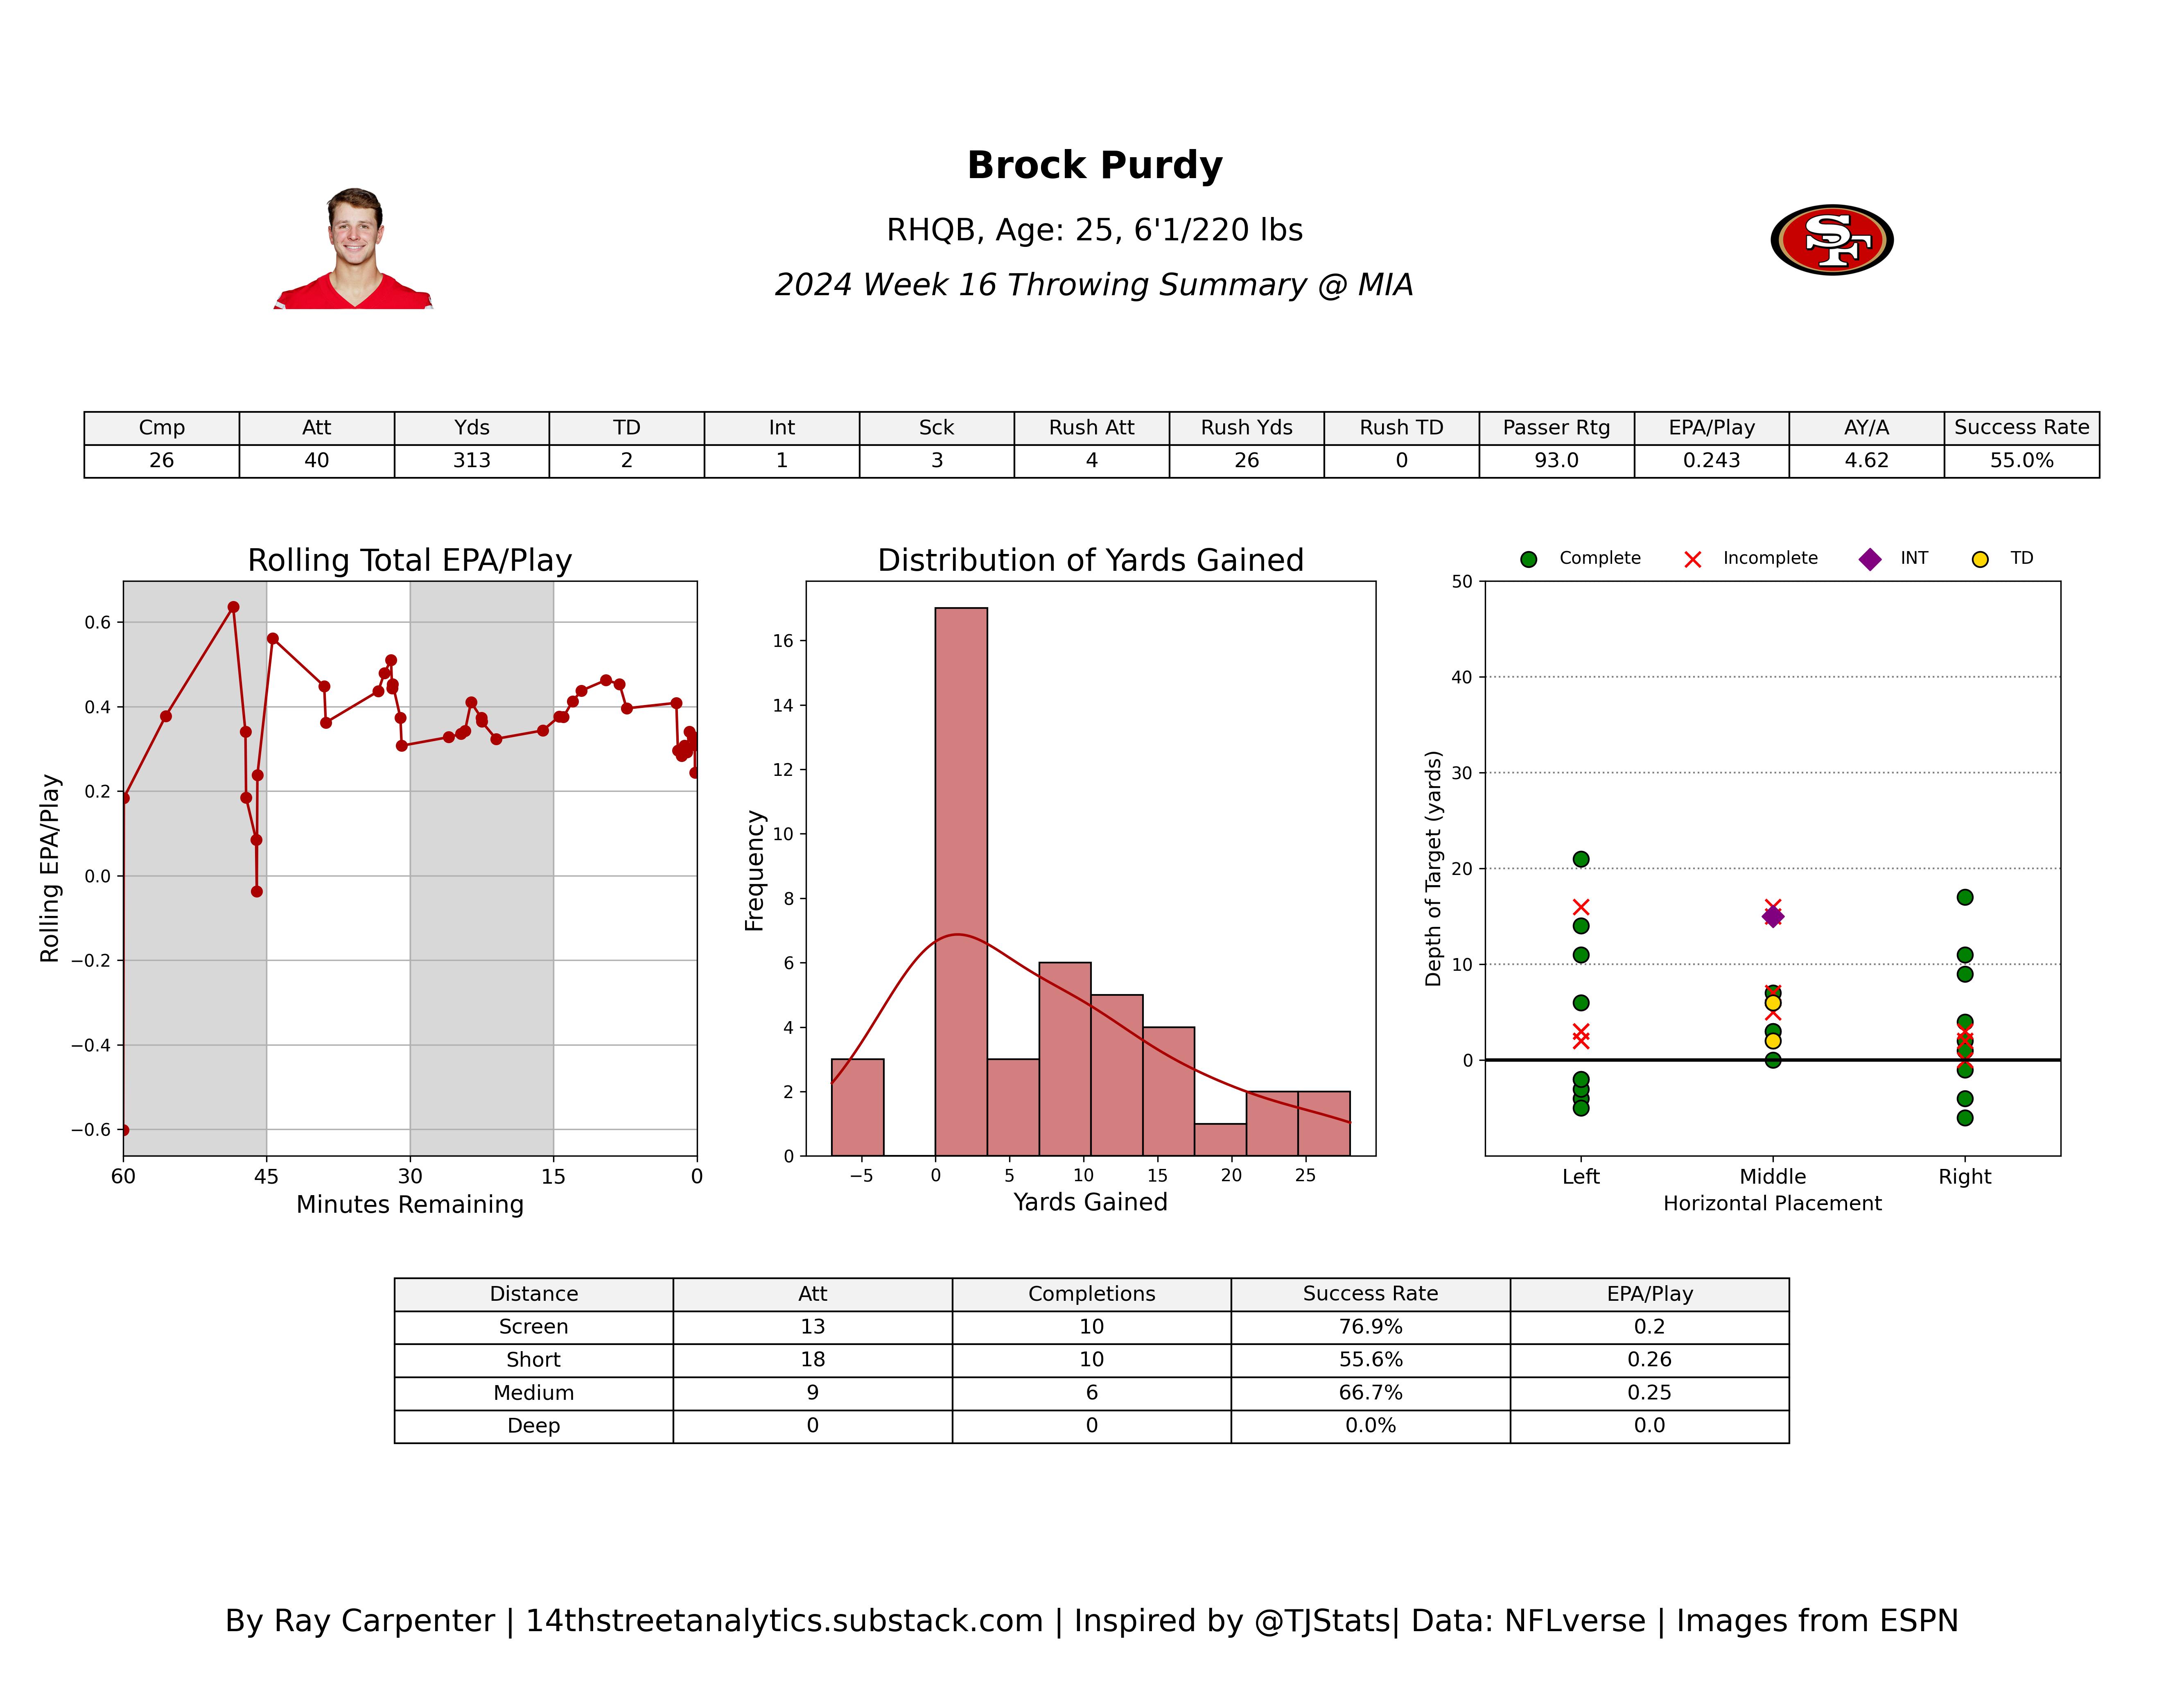 Brock Purdy
RHQB, Age: 25, 6'1/220 lbs
2024 Week 16 Throwing Summary @ MIA
SF
Cmp Att Yds TD Int Sck Rush Att Rush Yds Rush TD Passer Rtg EPA/Play AY/A Success Rate
26 40 313 2 1 3 4 26 0 93.0 0.243 4.62 55.0%
Rolling Total EPA/Play
Rolling EPA/Play
0.6
0.4
0.2
0.0
−0.2
−0.4
−0.6
60 45 30 15 0
Minutes Remaining
Distribution of Yards Gained
Frequency
16
14
12
10
8
6
4
2
0
−5 0 5 10 15 20 25
Yards Gained
Complete Incomplete INT TD
Depth of Target (yards)
50
40
30
20
10
0
Left Middle Right
Horizontal Placement
Distance Att Completions Success Rate EPA/Play
Screen 13 10 76.9% 0.2
Short 18 10 55.6% 0.26
Medium 9 6 66.7% 0.25
Deep 0 0 0.0% 0.0
By Ray Carpenter | 14thstreetanalytics.substack.com | Inspired by @TJStats| Data: NFLverse | Images from ESPN